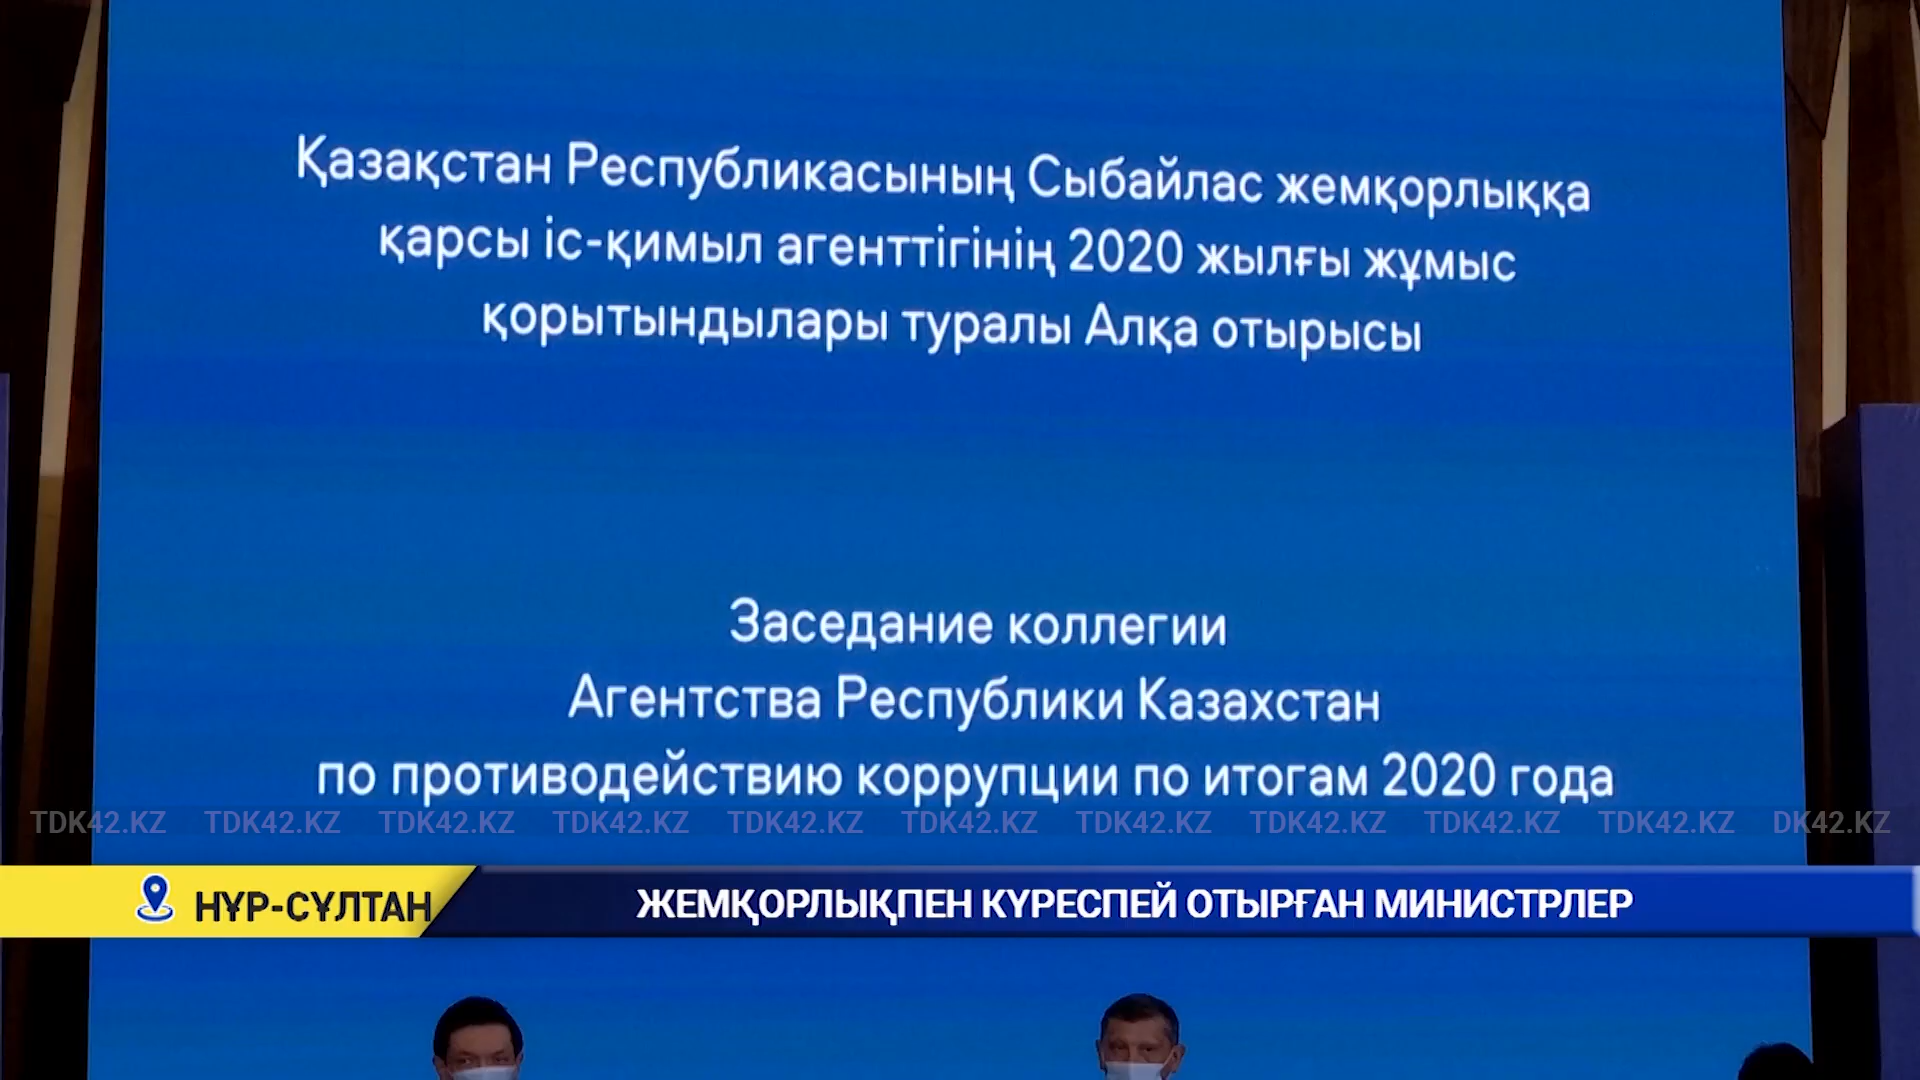 Қазақстан Республикасының Сыбайлас жемқорлыққа
қарсы іс-қимыл агенттігінің 2020 жылғы жұмыс
қорытындылары туралы Алқа отырысы
Заседание коллегии
Агентства Республики Казахстан
по противодействию коррупции по итогам 2020 года
TDK42.KZ TDK42.KZ TDK42.KZ TDK42.KZ TDK42.KZ TDK42.KZ TDK42.KZ TDK42.KZ TDK42.KZ TDK42.KZ DK42.KZ
НҰР-СҰЛТАН
ЖЕМҚОРЛЫҚПЕН КҮРЕСПЕЙ ОТЫРҒАН МИНИСТРЛЕР